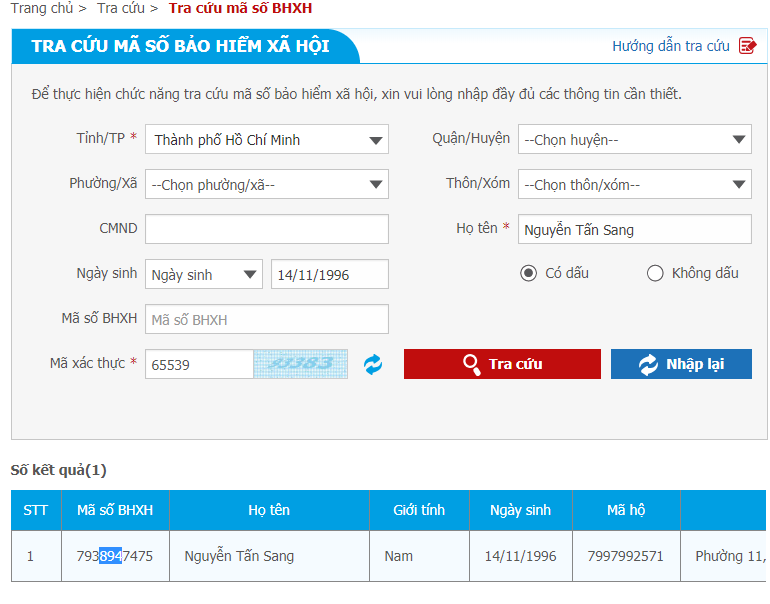 Trang chủ > Tra cứu > Tra cứu mã số BHXH
TRA CỨU MÃ SỐ BẢO HIỂM XÃ HỘI
Hướng dẫn tra cứu
Để thực hiện chức năng tra cứu mã số bảo hiểm xã hội, xin vui lòng nhập đầy đủ các thông tin cần thiết.
Tỉnh/TP * Thành phố Hồ Chí Minh Quận/Huyện --Chọn huyện--
Phường/Xã --Chọn phường/xã-- Thôn/Xóm --Chọn thôn/xóm--
CMND Họ tên * Nguyễn Tấn Sang
Ngày sinh Ngày sinh 14/11/1996 Có dấu Không dấu
Mã số BHXH Mã số BHXH
Mã xác thực * 65539 93383 Tra cứu Nhập lại
Số kết quả(1)
STT Mã số BHXH Họ tên Giới tính Ngày sinh Mã hộ
1 7938947475 Nguyễn Tấn Sang Nam 14/11/1996 7997992571 Phường 11,